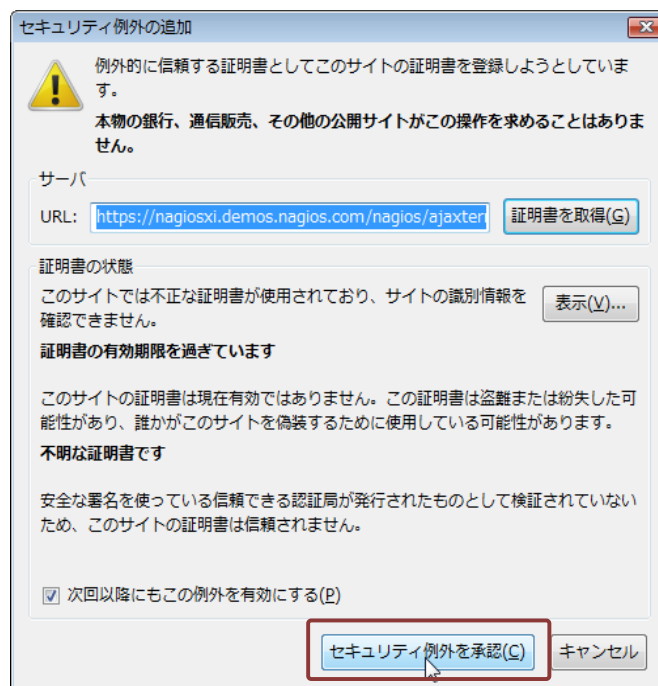 セキュリティ例外の追加
例外的に信頼する証明書としてこのサイトの証明書を登録しようとしていま
す。
本物の銀行、通信販売、その他の公開サイトがこの操作を求めることはありま
せん。
サーバ
URL: https://nagiosxi.demos.nagios.com/nagios/ajaxter 証明書を取得(G)
証明書の状態
このサイトでは不正な証明書が使用されており、サイトの識別情報を 表示(V)...
確認できません。
証明書の有効期限を過ぎています
このサイトの証明書は現在有効ではありません。この証明書は盗難または紛失した可
能性があり、誰かがこのサイトを偽装するために使用している可能性があります。
不明な証明書です
安全な署名を使っている信頼できる認証局が発行されたものとして検証されていない
ため、このサイトの証明書は信頼されません。
次回以降にもこの例外を有効にする(P)
セキュリティ例外を承認(C) キャンセル